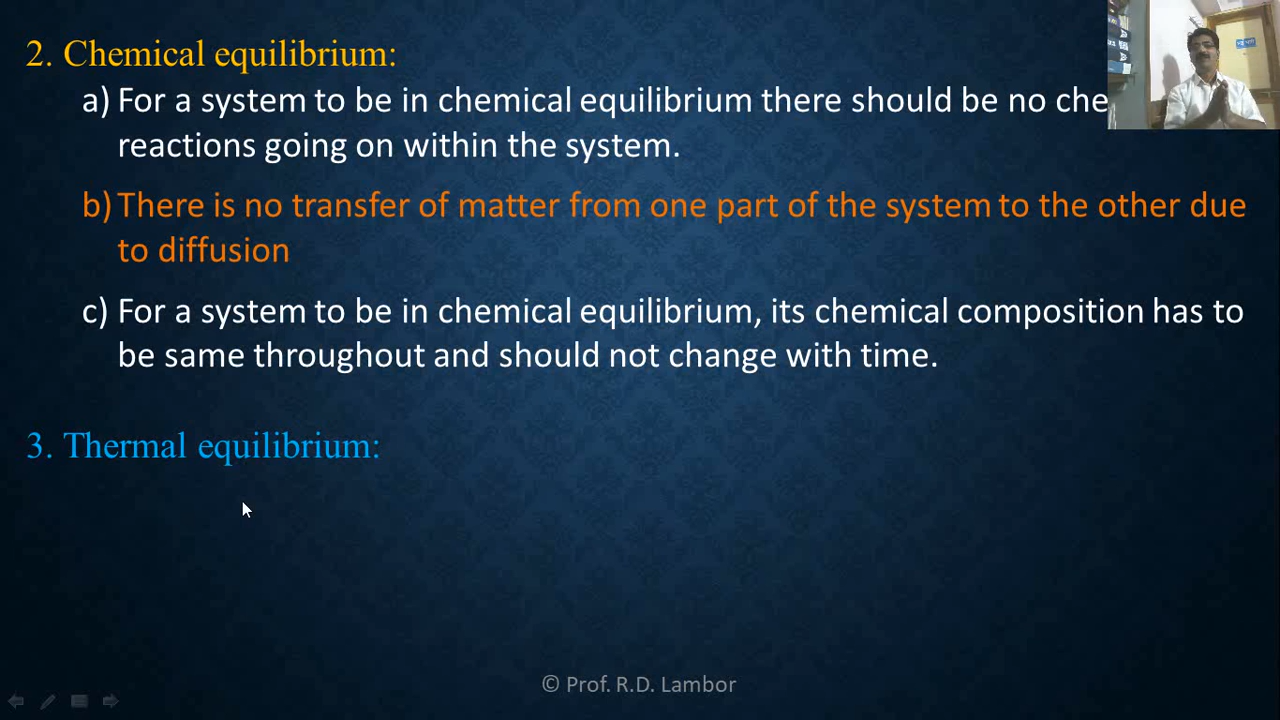 2. Chemical equilibrium:
a) For a system to be in chemical equilibrium there should be no che
reactions going on within the system.
b) There is no transfer of matter from one part of the system to the other due
to diffusion
c) For a system to be in chemical equilibrium, its chemical composition has to
be same throughout and should not change with time.
3. Thermal equilibrium:
© Prof. R.D. Lambor